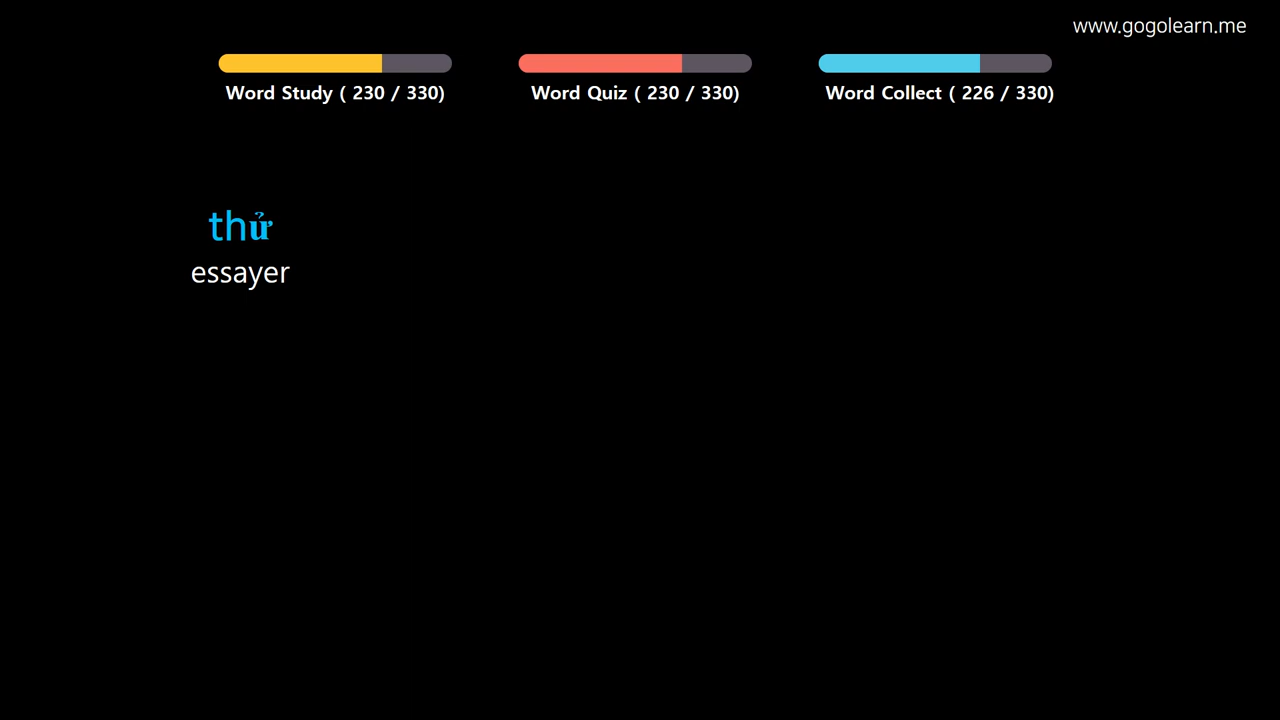 www.gogolearn.me
Word Study ( 230 / 330)
Word Quiz ( 230 / 330)
Word Collect ( 226 / 330)
thử
essayer